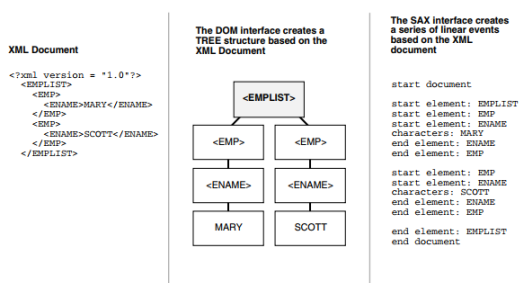 XML Document
<?xml version = "1.0"?>
<EMPLIST>
<EMP>
<ENAME>MARY</ENAME>
</EMP>
<EMP>
<ENAME>SCOTT</ENAME>
</EMP>
</EMPLIST>
The DOM interface creates a
TREE structure based on the
XML Document
<EMPLIST>
<EMP> <EMP>
<ENAME> <ENAME>
MARY SCOTT
The SAX interface creates
a series of linear events
based on the XML
document
start document
start element: EMPLIST
start element: EMP
start element: ENAME
characters: MARY
end element: ENAME
end element: EMP
start element: EMP
start element: ENAME
characters: SCOTT
end element: ENAME
end element: EMP
end element: EMPLIST
end document